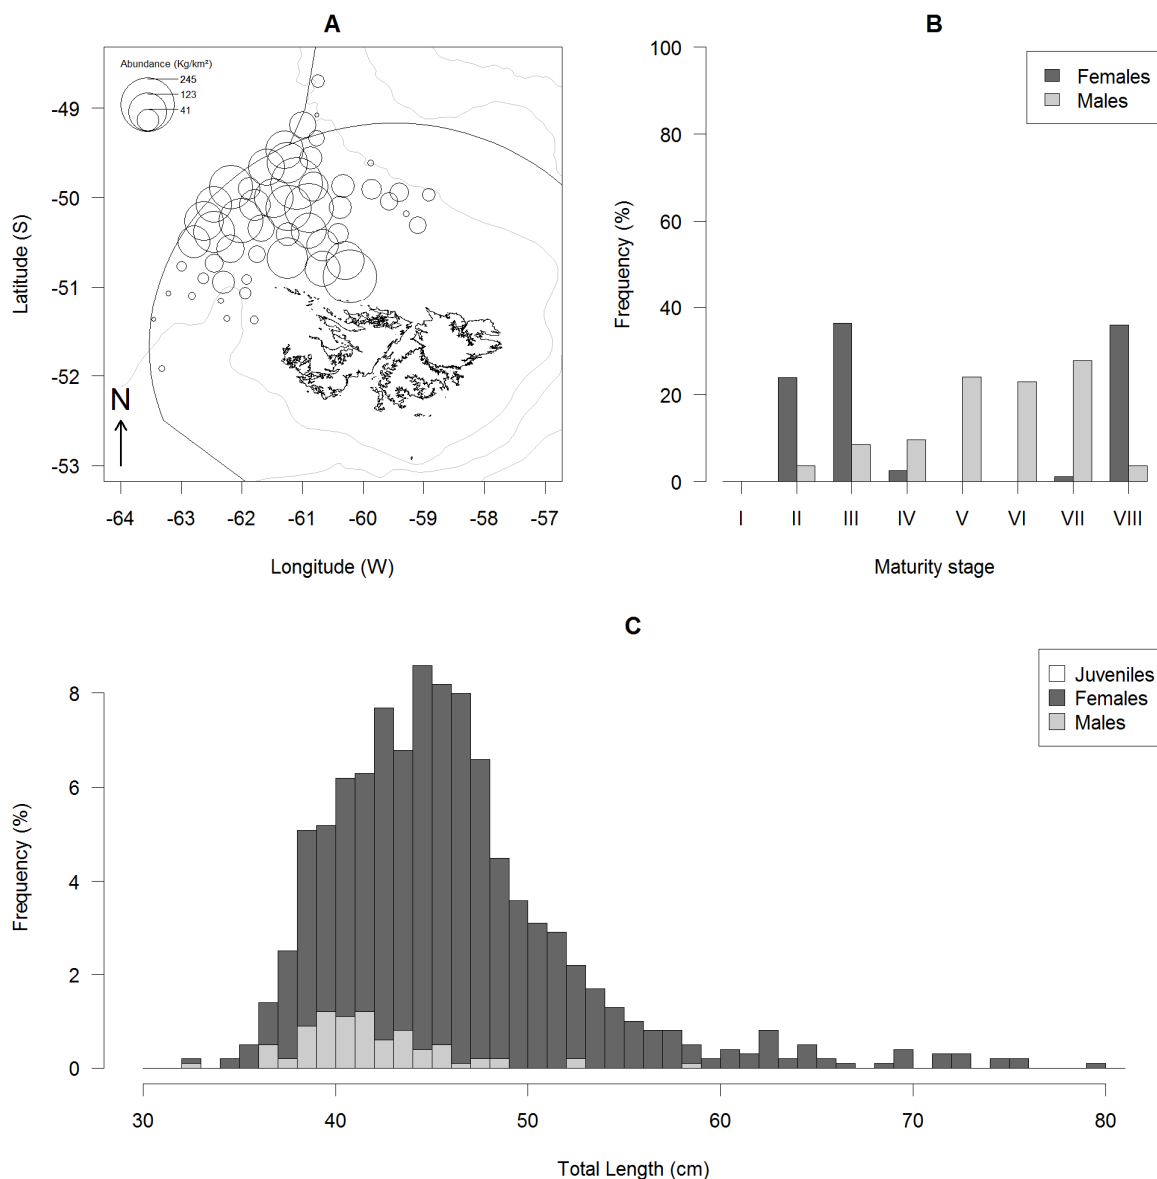 A
Abundance (Kg/km²)
245
123
41
Latitude (S)
-49
-50
-51
-52
-53
N
-64 -63 -62 -61 -60 -59 -58 -57
Longitude (W)
B
Females
Males
Frequency (%)
100
80
60
40
20
0
I II III IV V VI VII VIII
Maturity stage
C
Juveniles
Females
Males
Frequency (%)
8
6
4
2
0
30 40 50 60 70 80
Total Length (cm)